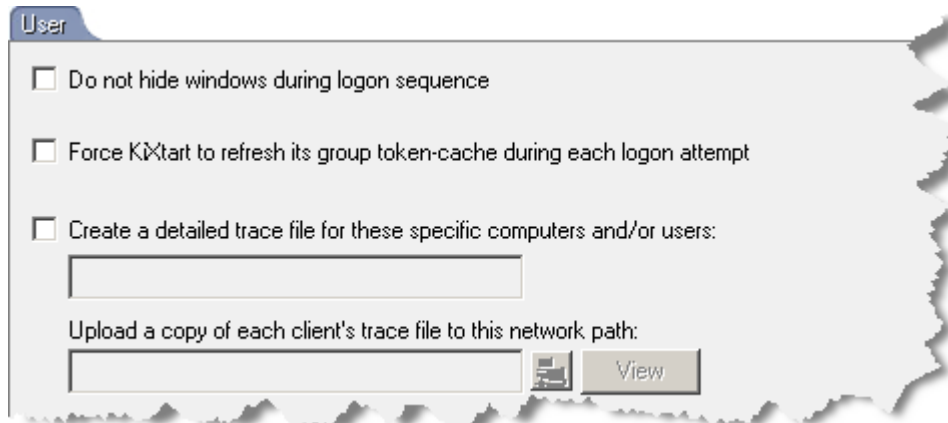 User
Do not hide windows during logon sequence
Force KiXtart to refresh its group token-cache during each logon attempt
Create a detailed trace file for these specific computers and/or users:
Upload a copy of each client's trace file to this network path:
View